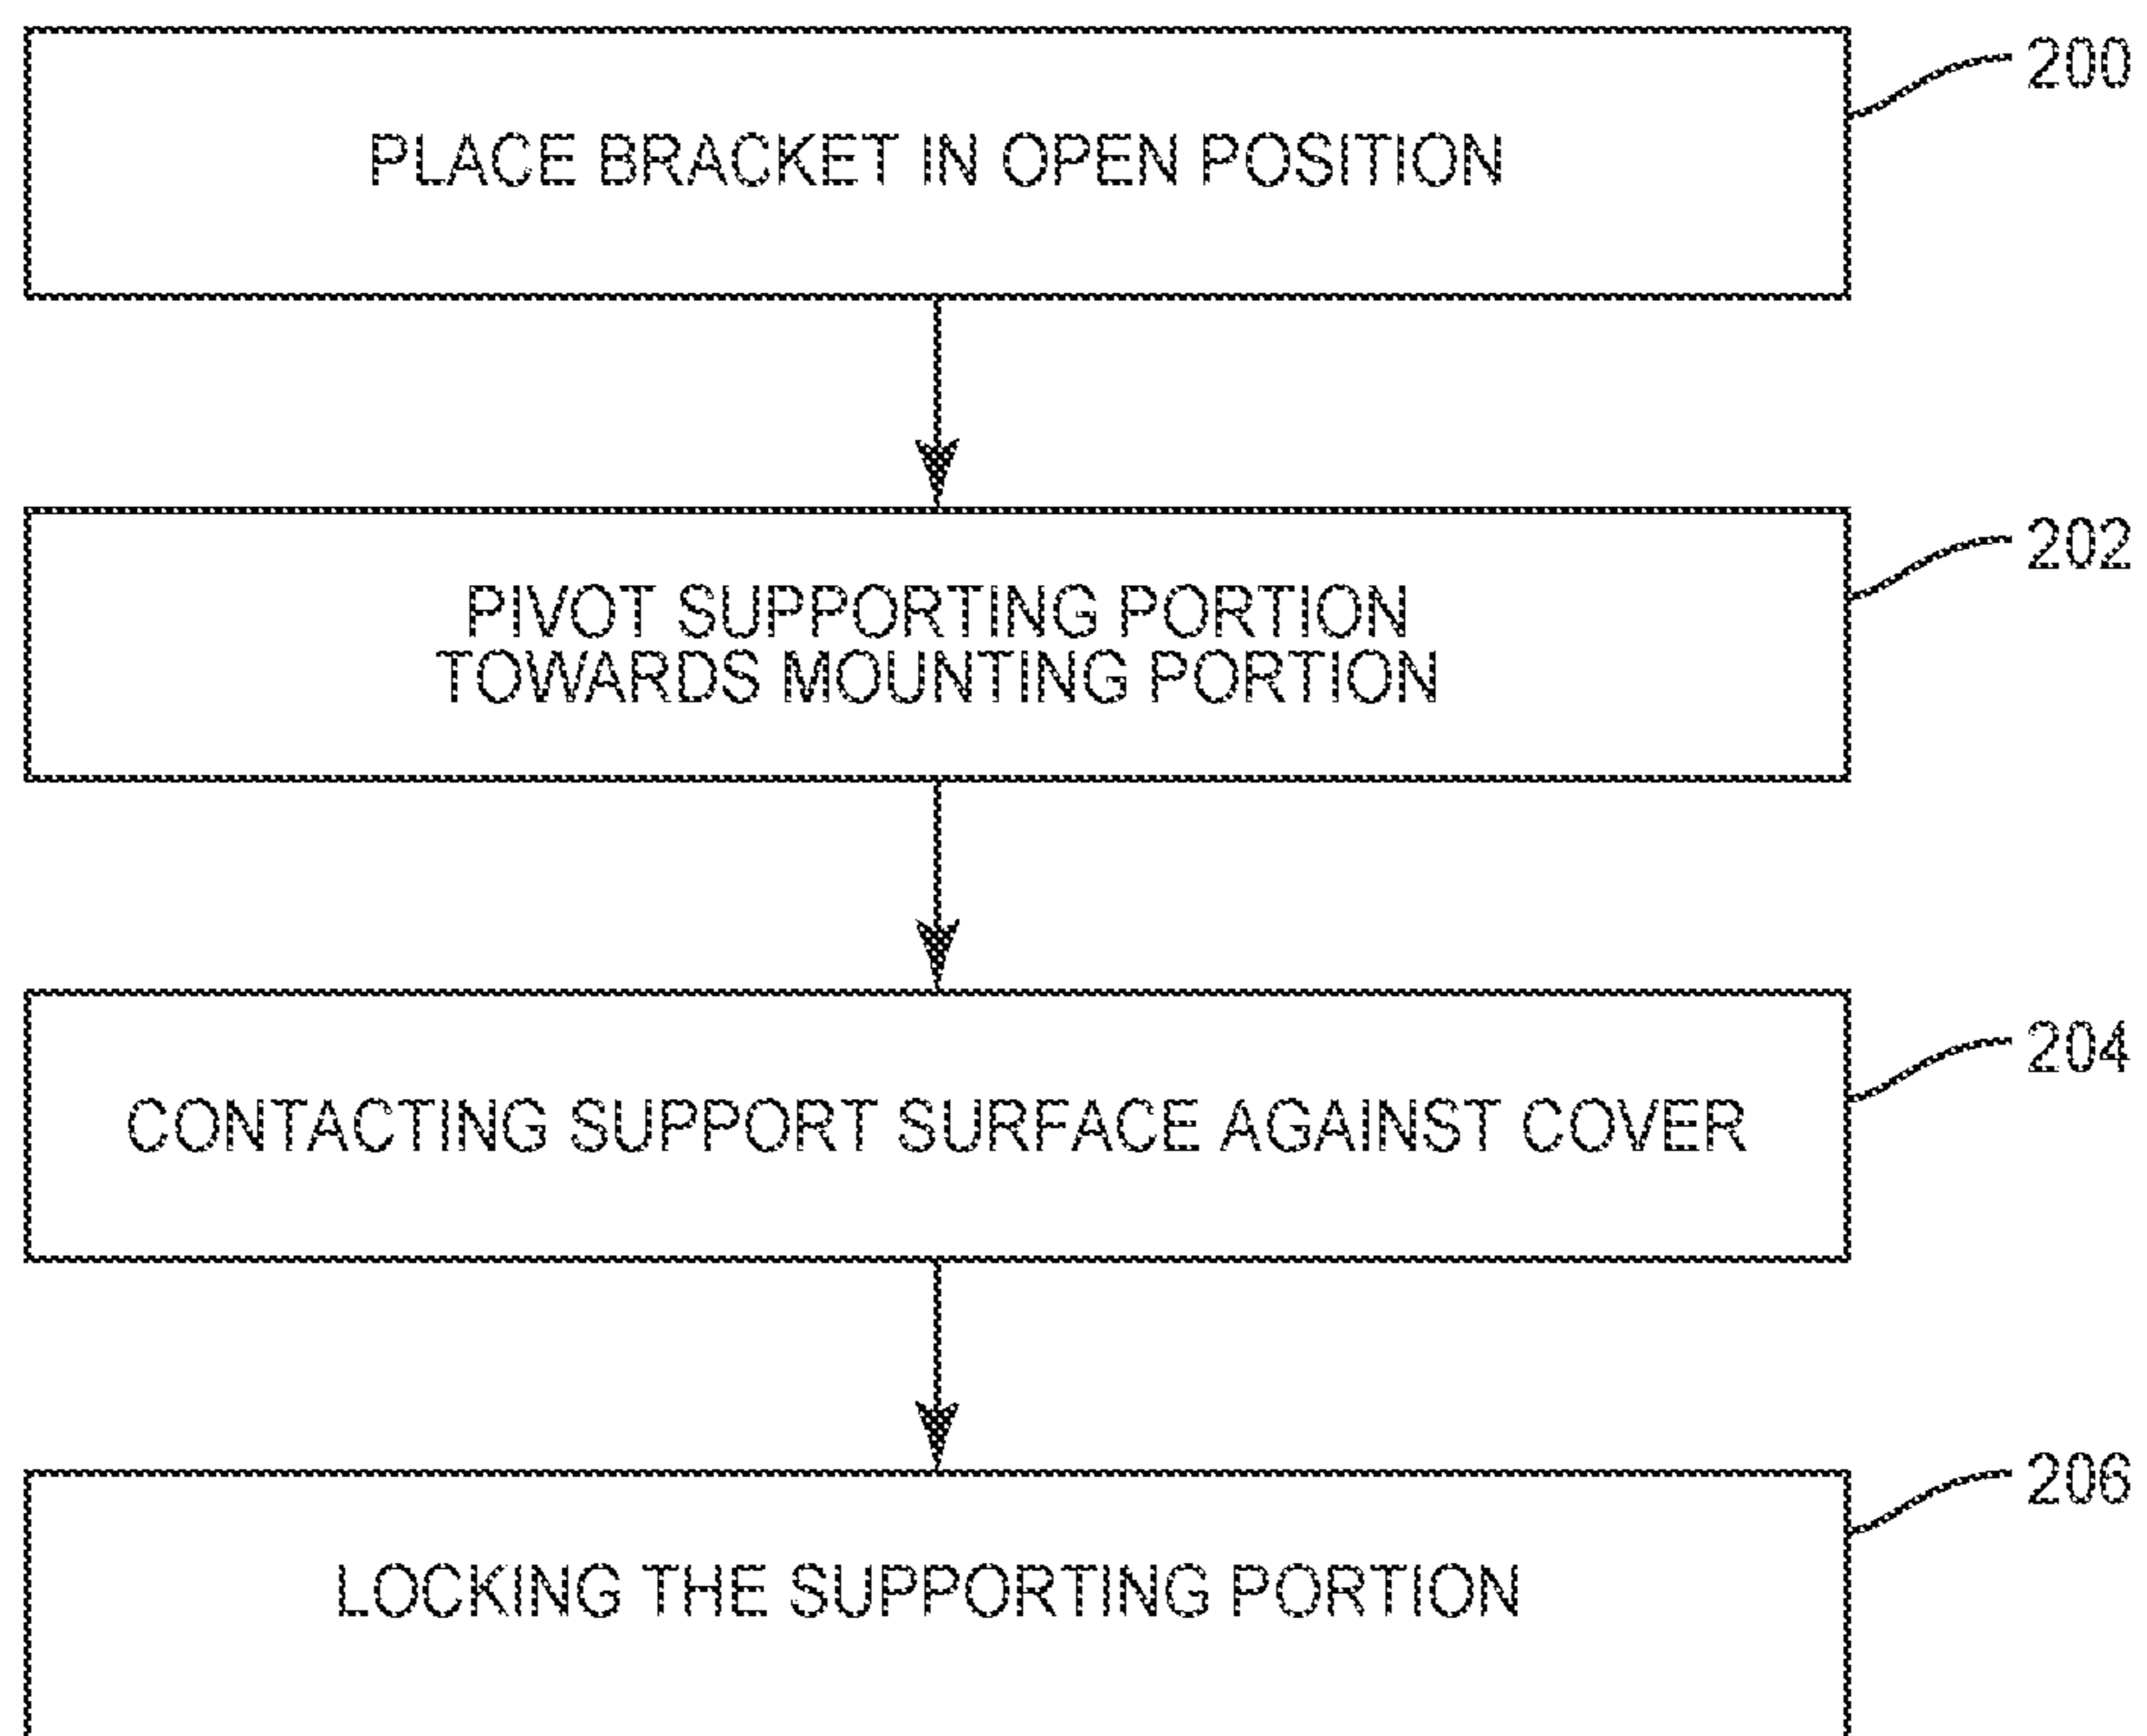 PLACE BRACKET IN OPEN POSITION
200
PIVOT SUPPORTING PORTION
TOWARDS MOUNTING PORTION
202
CONTACTING SUPPORT SURFACE AGAINST COVER
204
LOCKING THE SUPPORTING PORTION
206